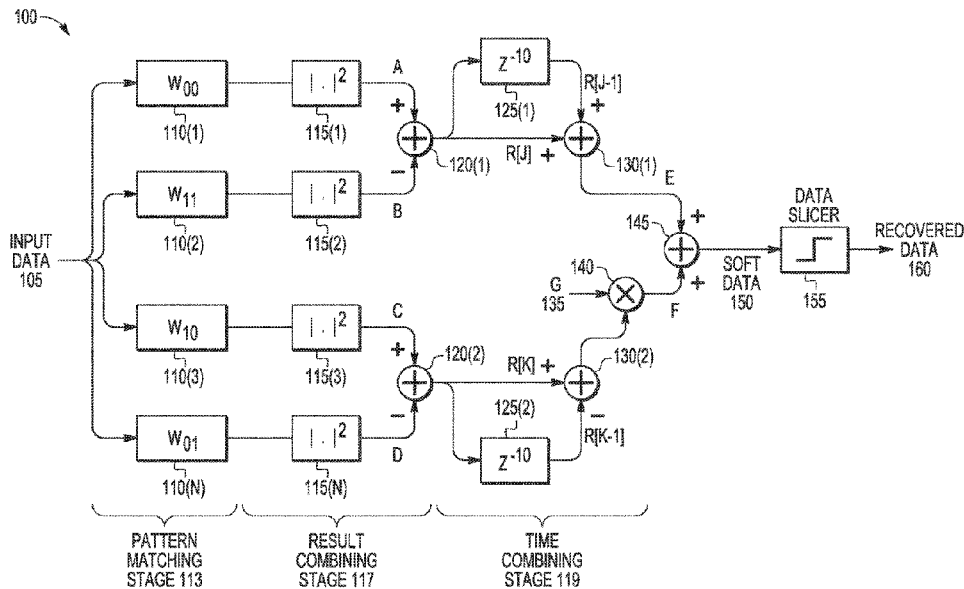 100
W00
110(1)
| . |²
115(1)
A
+
−
120(1)
Z⁻¹⁰
125(1)
R[J-1]
+
R[J] +
130(1)
W11
110(2)
| . |²
115(2)
B
E
INPUT
DATA
105
145
+
+
DATA
SLICER
155
SOFT
DATA
150
RECOVERED
DATA
160
G
135
140
F
W10
110(3)
| . |²
115(3)
C
+
−
120(2)
R[K] +
130(2)
−
R[K-1]
125(2)
Z⁻¹⁰
W01
110(N)
| . |²
115(N)
D
PATTERN
MATCHING
STAGE 113
RESULT
COMBINING
STAGE 117
TIME
COMBINING
STAGE 119